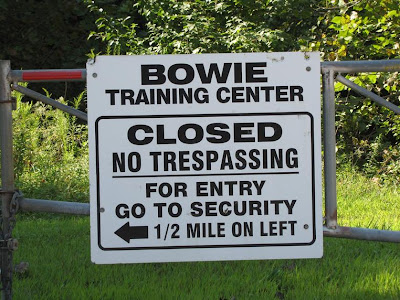 BOWIE
TRAINING CENTER
CLOSED
NO TRESPASSING
FOR ENTRY
GO TO SECURITY
1/2 MILE ON LEFT